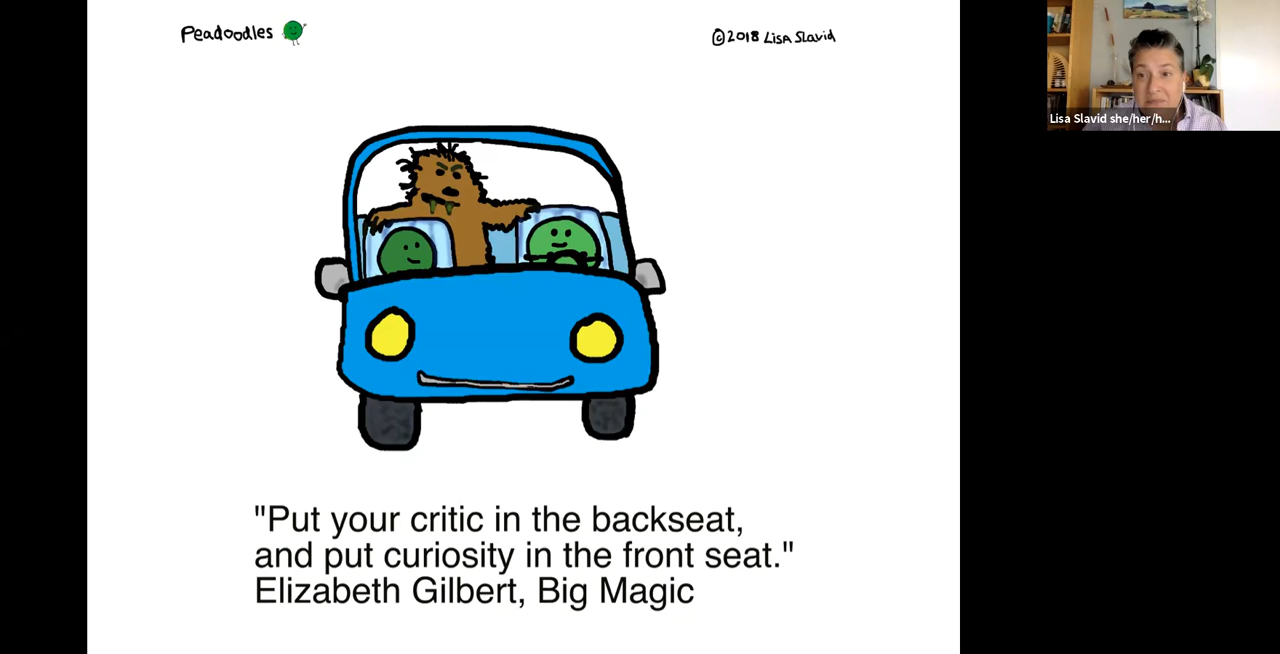 Peadoodles
©2018 Lisa Slavid
Lisa Slavid she/her/h...
"Put your critic in the backseat,
and put curiosity in the front seat."
Elizabeth Gilbert, Big Magic